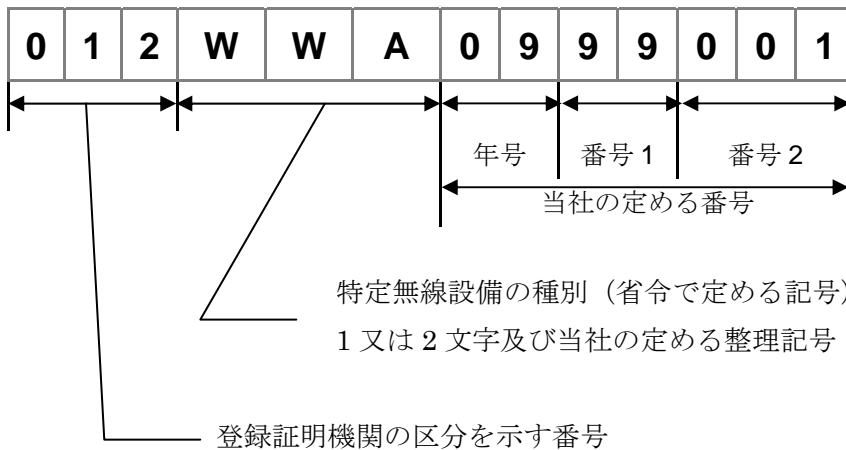 0 1 2 W W A 0 9 9 9 0 0 1
年号 番号 1 番号 2
当社の定める番号
特定無線設備の種別（省令で定める記号）
1 又は 2 文字及び当社の定める整理記号
登録証明機関の区分を示す番号